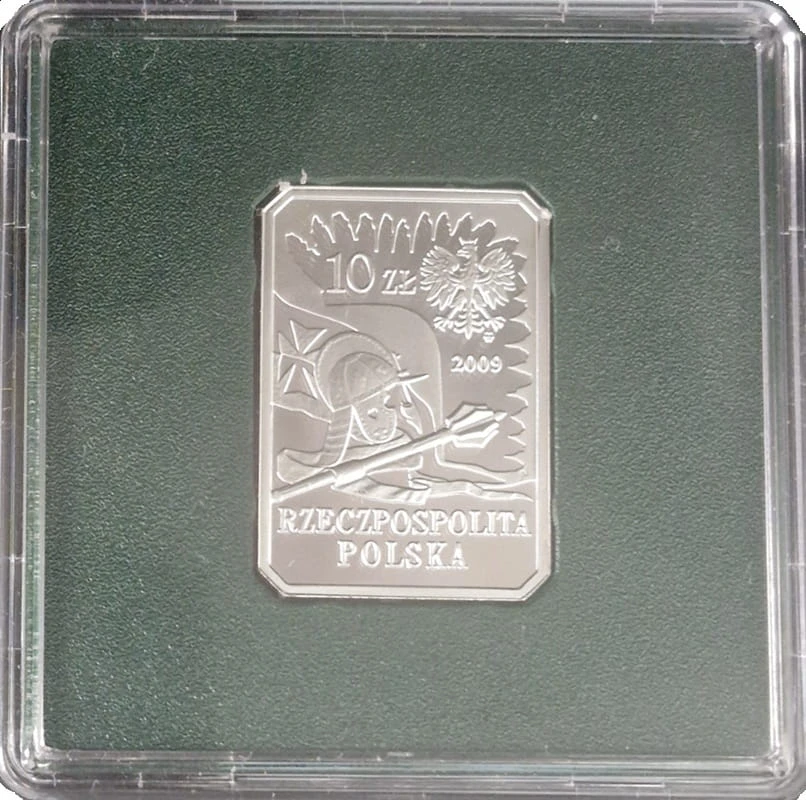 10 ZŁ
2009
RZECZPOSPOLITA
POLSKA